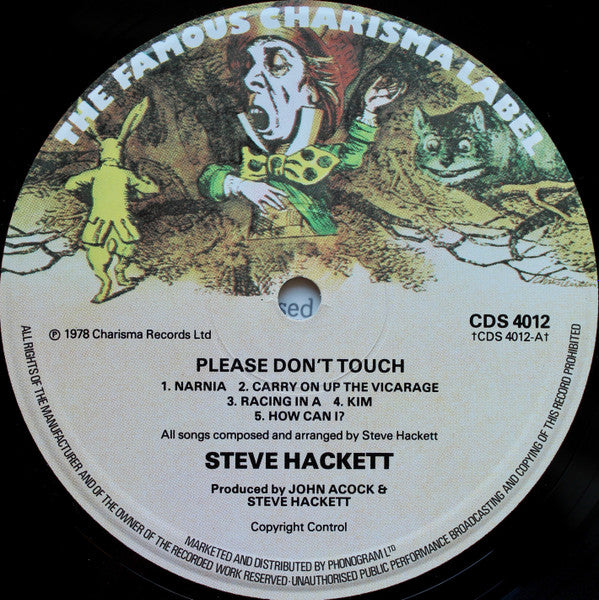 THE FAMOUS CHARISMA LABEL
sed
℗ 1978 Charisma Records Ltd
CDS 4012
†CDS 4012-A†
PLEASE DON'T TOUCH
1. NARNIA 2. CARRY ON UP THE VICARAGE
3. RACING IN A 4. KIM
5. HOW CAN I?
All songs composed and arranged by Steve Hackett
STEVE HACKETT
Produced by JOHN ACOCK &
STEVE HACKETT
Copyright Control
MARKETED AND DISTRIBUTED BY PHONOGRAM LTD
ALL RIGHTS OF THE MANUFACTURER AND OF THE OWNER OF THE RECORDED WORK RESERVED·UNAUTHORISED PUBLIC PERFORMANCE BROADCASTING AND COPYING OF THIS RECORD PROHIBITED